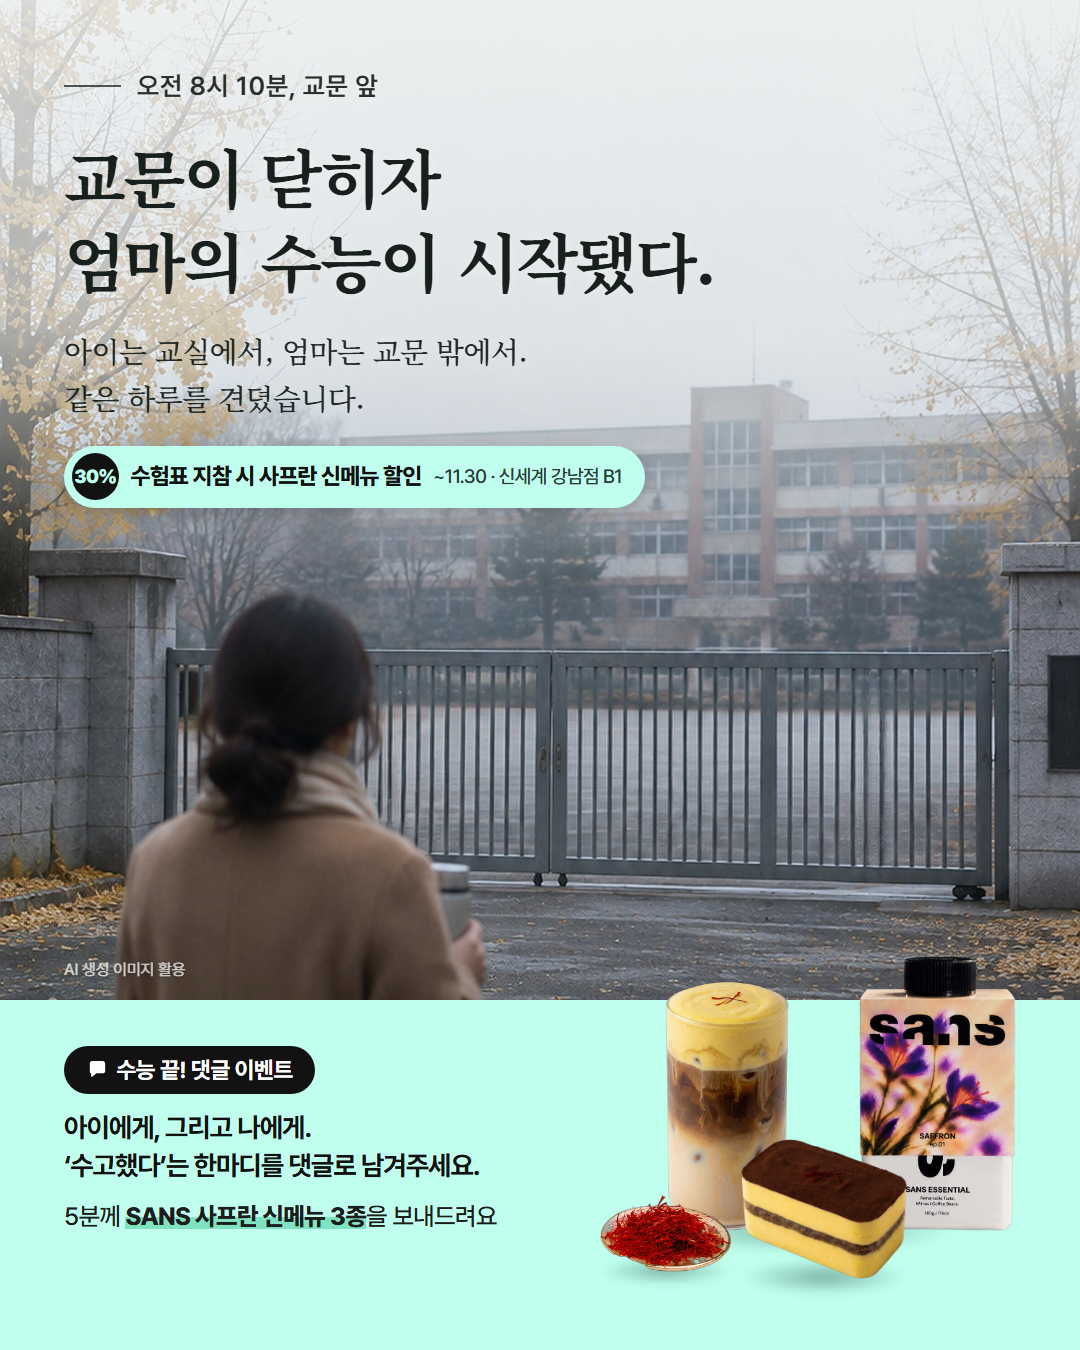 오전 8시 10분, 교문 앞
교문이 닫히자
엄마의 수능이 시작됐다.
아이는 교실에서, 엄마는 교문 밖에서.
같은 하루를 견뎠습니다.
30% 수험표 지참 시 사프란 신메뉴 할인 ~11.30 · 신세계 강남점 B1
AI 생성 이미지 활용
수능 끝! 댓글 이벤트
아이에게, 그리고 나에게.
‘수고했다’는 한마디를 댓글로 남겨주세요.
5분께 SANS 사프란 신메뉴 3종을 보내드려요
sans
SAFFRON
SANS ESSENTIAL
Remarkable Taste,
Without Coffee Beans.